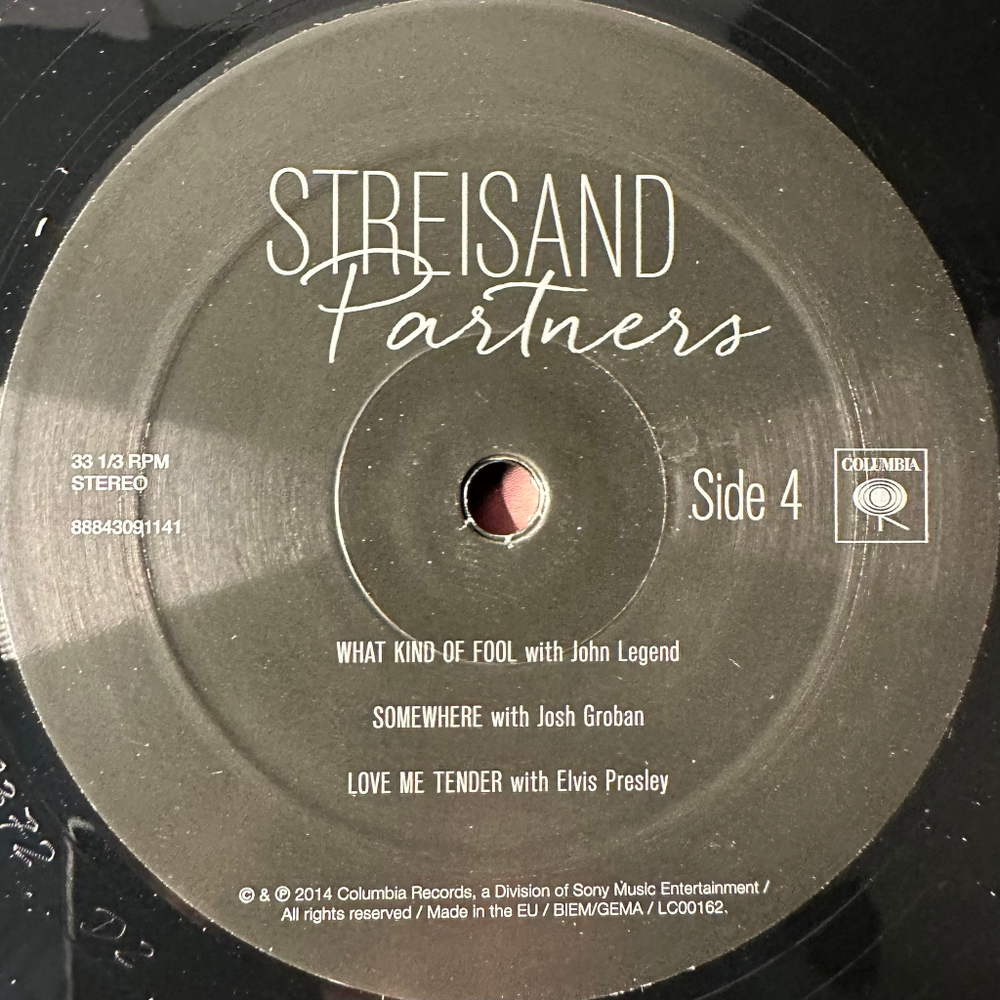 STREISAND
Partners
33 1/3 RPM
STEREO
88843091141
Side 4
COLUMBIA
WHAT KIND OF FOOL with John Legend
SOMEWHERE with Josh Groban
LOVE ME TENDER with Elvis Presley
© & ℗ 2014 Columbia Records, a Division of Sony Music Entertainment /
All rights reserved / Made in the EU / BIEM/GEMA / LC00162.
D2